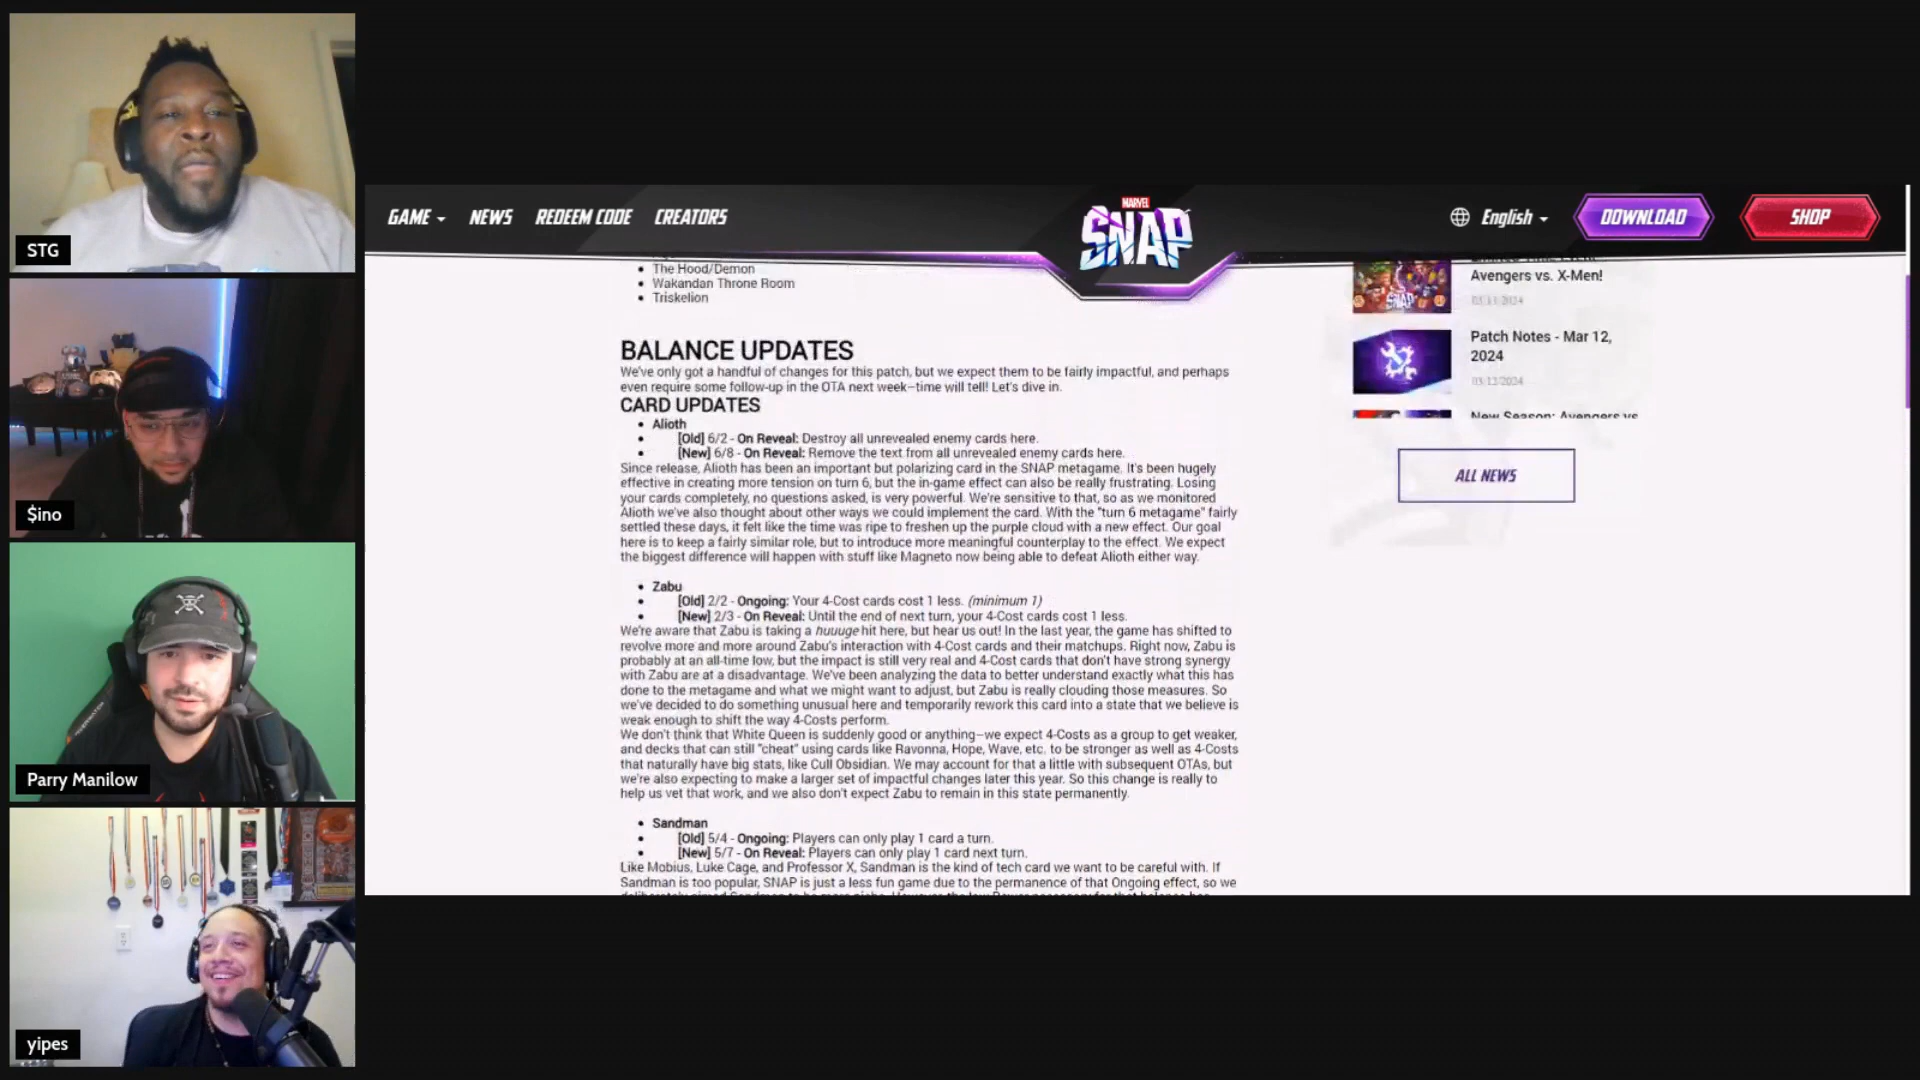 STG
$ino
Parry Manilow
yipes
GAME
NEWS
REDEEM CODE
CREATORS
MARVEL
SNAP
English
DOWNLOAD
SHOP
The Hood/Demon
Wakandan Throne Room
Triskelion
BALANCE UPDATES
We've only got a handful of changes for this patch, but we expect them to be fairly impactful, and perhaps
even require some follow-up in the OTA next week—time will tell! Let's dive in.
CARD UPDATES
Alioth
[Old] 6/2 - On Reveal: Destroy all unrevealed enemy cards here.
[New] 6/8 - On Reveal: Remove the text from all unrevealed enemy cards here.
Since release, Alioth has been an important but polarizing card in the SNAP metagame. It's been hugely
effective in creating more tension on turn 6, but the in-game effect can also be really frustrating. Losing
your cards completely, no questions asked, is very powerful. We're sensitive to that, so as we monitored
Alioth we've also thought about other ways we could implement the card. With the "turn 6 metagame" fairly
settled these days, it felt like the time was ripe to freshen up the purple cloud with a new effect. Our goal
here is to keep a fairly similar role, but to introduce more meaningful counterplay to the effect. We expect
the biggest difference will happen with stuff like Magneto now being able to defeat Alioth either way.
Zabu
[Old] 2/2 - Ongoing: Your 4-Cost cards cost 1 less. (minimum 1)
[New] 2/3 - On Reveal: Until the end of next turn, your 4-Cost cards cost 1 less.
We're aware that Zabu is taking a huuuge hit here, but hear us out! In the last year, the game has shifted to
revolve more and more around Zabu's interaction with 4-Cost cards and their matchups. Right now, Zabu is
probably at an all-time low, but the impact is still very real and 4-Cost cards that don't have strong synergy
with Zabu are at a disadvantage. We've been analyzing the data to better understand exactly what this has
done to the metagame and what we might want to adjust, but Zabu is really clouding those measures. So
we've decided to do something unusual here and temporarily rework this card into a state that we believe is
weak enough to shift the way 4-Costs perform.
We don't think that White Queen is suddenly good or anything—we expect 4-Costs as a group to get weaker,
and decks that can still "cheat" using cards like Ravonna, Hope, Wave, etc. to be stronger as well as 4-Costs
that naturally have big stats, like Cull Obsidian. We may account for that a little with subsequent OTAs, but
we're also expecting to make a larger set of impactful changes later this year. So this change is really to
help us vet that work, and we also don't expect Zabu to remain in this state permanently.
Sandman
[Old] 5/4 - Ongoing: Players can only play 1 card a turn.
[New] 5/7 - On Reveal: Players can only play 1 card next turn.
Like Mobius, Luke Cage, and Professor X, Sandman is the kind of tech card we want to be careful with. If
Sandman is too popular, SNAP is just a less fun game due to the permanence of that Ongoing effect, so we
Avengers vs. X-Men!
Patch Notes - Mar 12,
2024
03/12/2024
New Season: Avengers vs
ALL NEWS